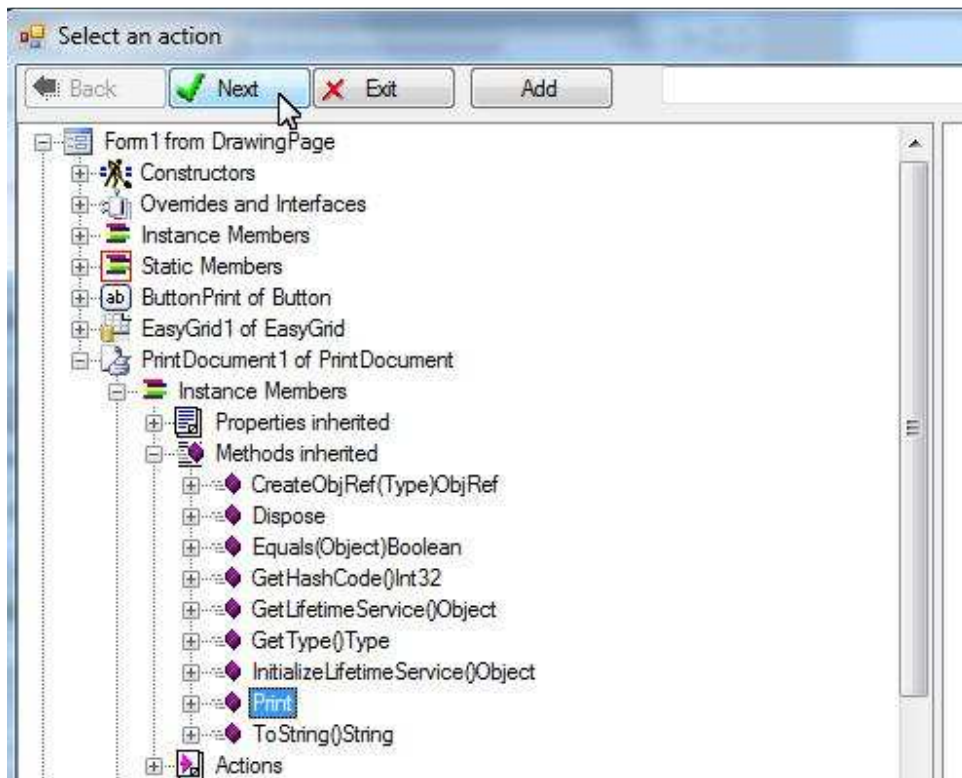 Select an action
Back Next Exit Add
Form1 from DrawingPage
Constructors
Overrides and Interfaces
Instance Members
Static Members
ab ButtonPrint of Button
EasyGrid1 of EasyGrid
PrintDocument1 of PrintDocument
Instance Members
Properties inherited
Methods inherited
CreateObjRef(Type)ObjRef
Dispose
Equals(Object)Boolean
GetHashCode()Int32
GetLifetimeService()Object
GetType()Type
InitializeLifetimeService()Object
Print
ToString()String
Actions